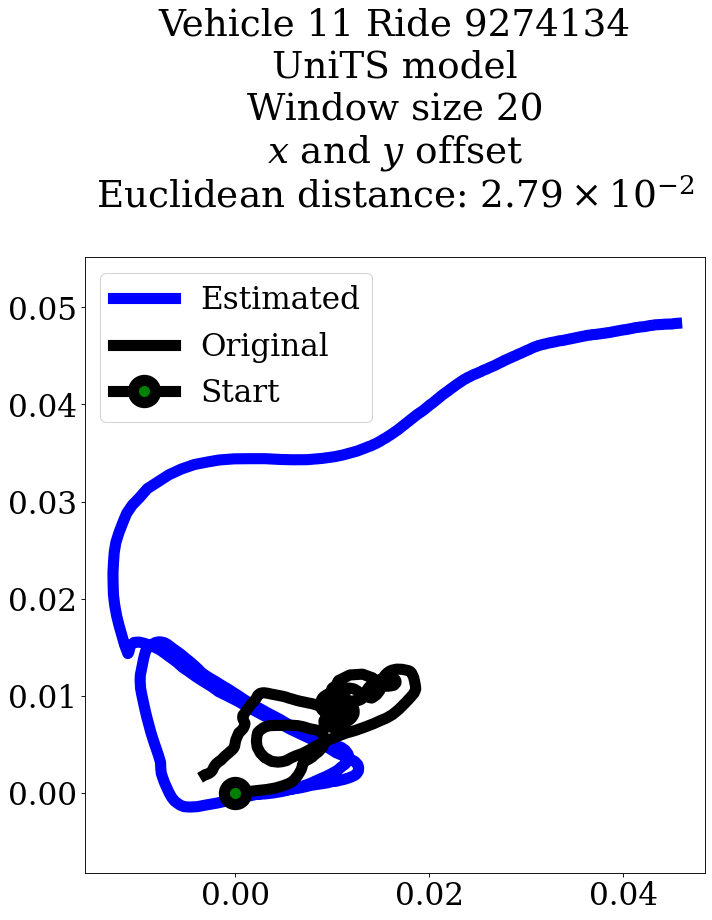 Vehicle 11 Ride 9274134
UniTS model
Window size 20
x and y offset
Euclidean distance: 2.79 × 10⁻²
Estimated
Original
Start
0.05
0.04
0.03
0.02
0.01
0.00
0.00 0.02 0.04